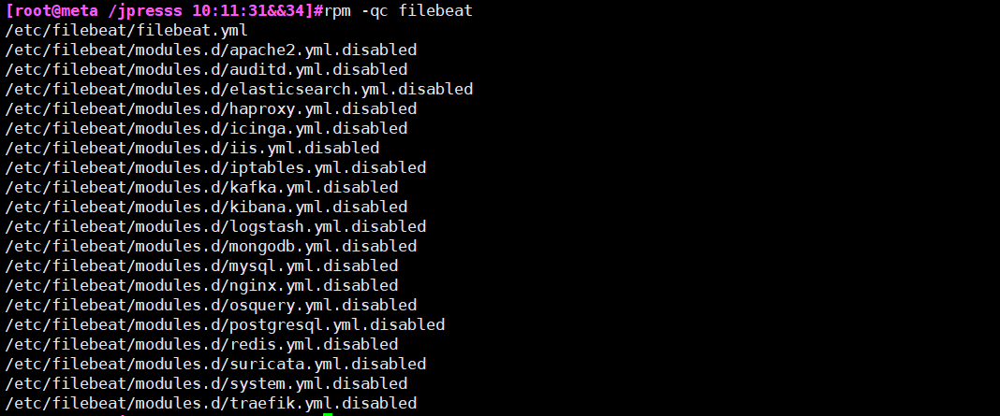 [root@meta /jpresss 10:11:31&&34]#rpm -qc filebeat
/etc/filebeat/filebeat.yml
/etc/filebeat/modules.d/apache2.yml.disabled
/etc/filebeat/modules.d/auditd.yml.disabled
/etc/filebeat/modules.d/elasticsearch.yml.disabled
/etc/filebeat/modules.d/haproxy.yml.disabled
/etc/filebeat/modules.d/icinga.yml.disabled
/etc/filebeat/modules.d/iis.yml.disabled
/etc/filebeat/modules.d/iptables.yml.disabled
/etc/filebeat/modules.d/kafka.yml.disabled
/etc/filebeat/modules.d/kibana.yml.disabled
/etc/filebeat/modules.d/logstash.yml.disabled
/etc/filebeat/modules.d/mongodb.yml.disabled
/etc/filebeat/modules.d/mysql.yml.disabled
/etc/filebeat/modules.d/nginx.yml.disabled
/etc/filebeat/modules.d/osquery.yml.disabled
/etc/filebeat/modules.d/postgresql.yml.disabled
/etc/filebeat/modules.d/redis.yml.disabled
/etc/filebeat/modules.d/suricata.yml.disabled
/etc/filebeat/modules.d/system.yml.disabled
/etc/filebeat/modules.d/traefik.yml.disabled